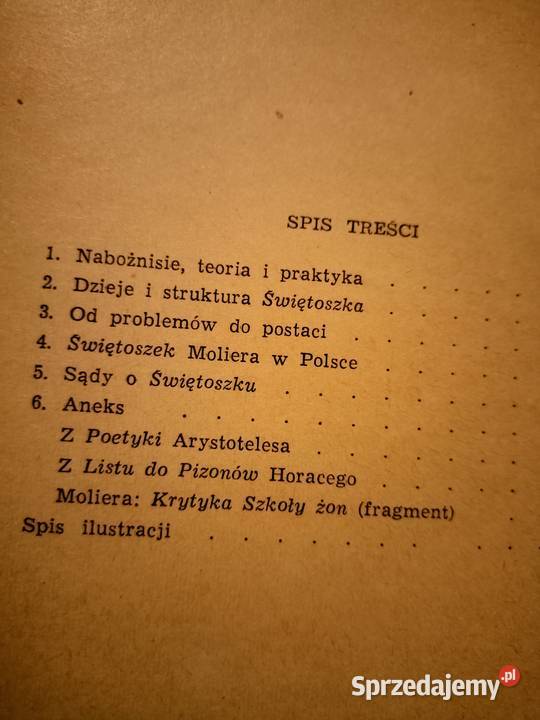 SPIS TREŚCI
1. Nabożnisie, teoria i praktyka . . . . .
2. Dzieje i struktura Świętoszka . . . . .
3. Od problemów do postaci . . . . . .
4. Świętoszek Moliera w Polsce . . . . .
5. Sądy o Świętoszku . . . . . . .
6. Aneks . . . . . . . . . .
Z Poetyki Arystotelesa . . . . . . .
Z Listu do Pizonów Horacego . . . . .
Moliera: Krytyka Szkoły żon (fragment) .
Spis ilustracji . . . . . . . .
Sprzedajemy.pl